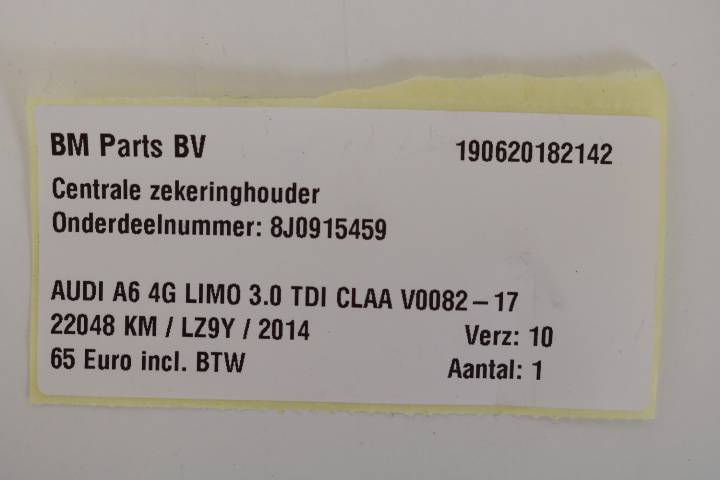 BM Parts BV 190620182142
Centrale zekeringhouder
Onderdeelnummer: 8J0915459
AUDI A6 4G LIMO 3.0 TDI CLAA V0082 – 17
22048 KM / LZ9Y / 2014 Verz: 10
65 Euro incl. BTW Aantal: 1